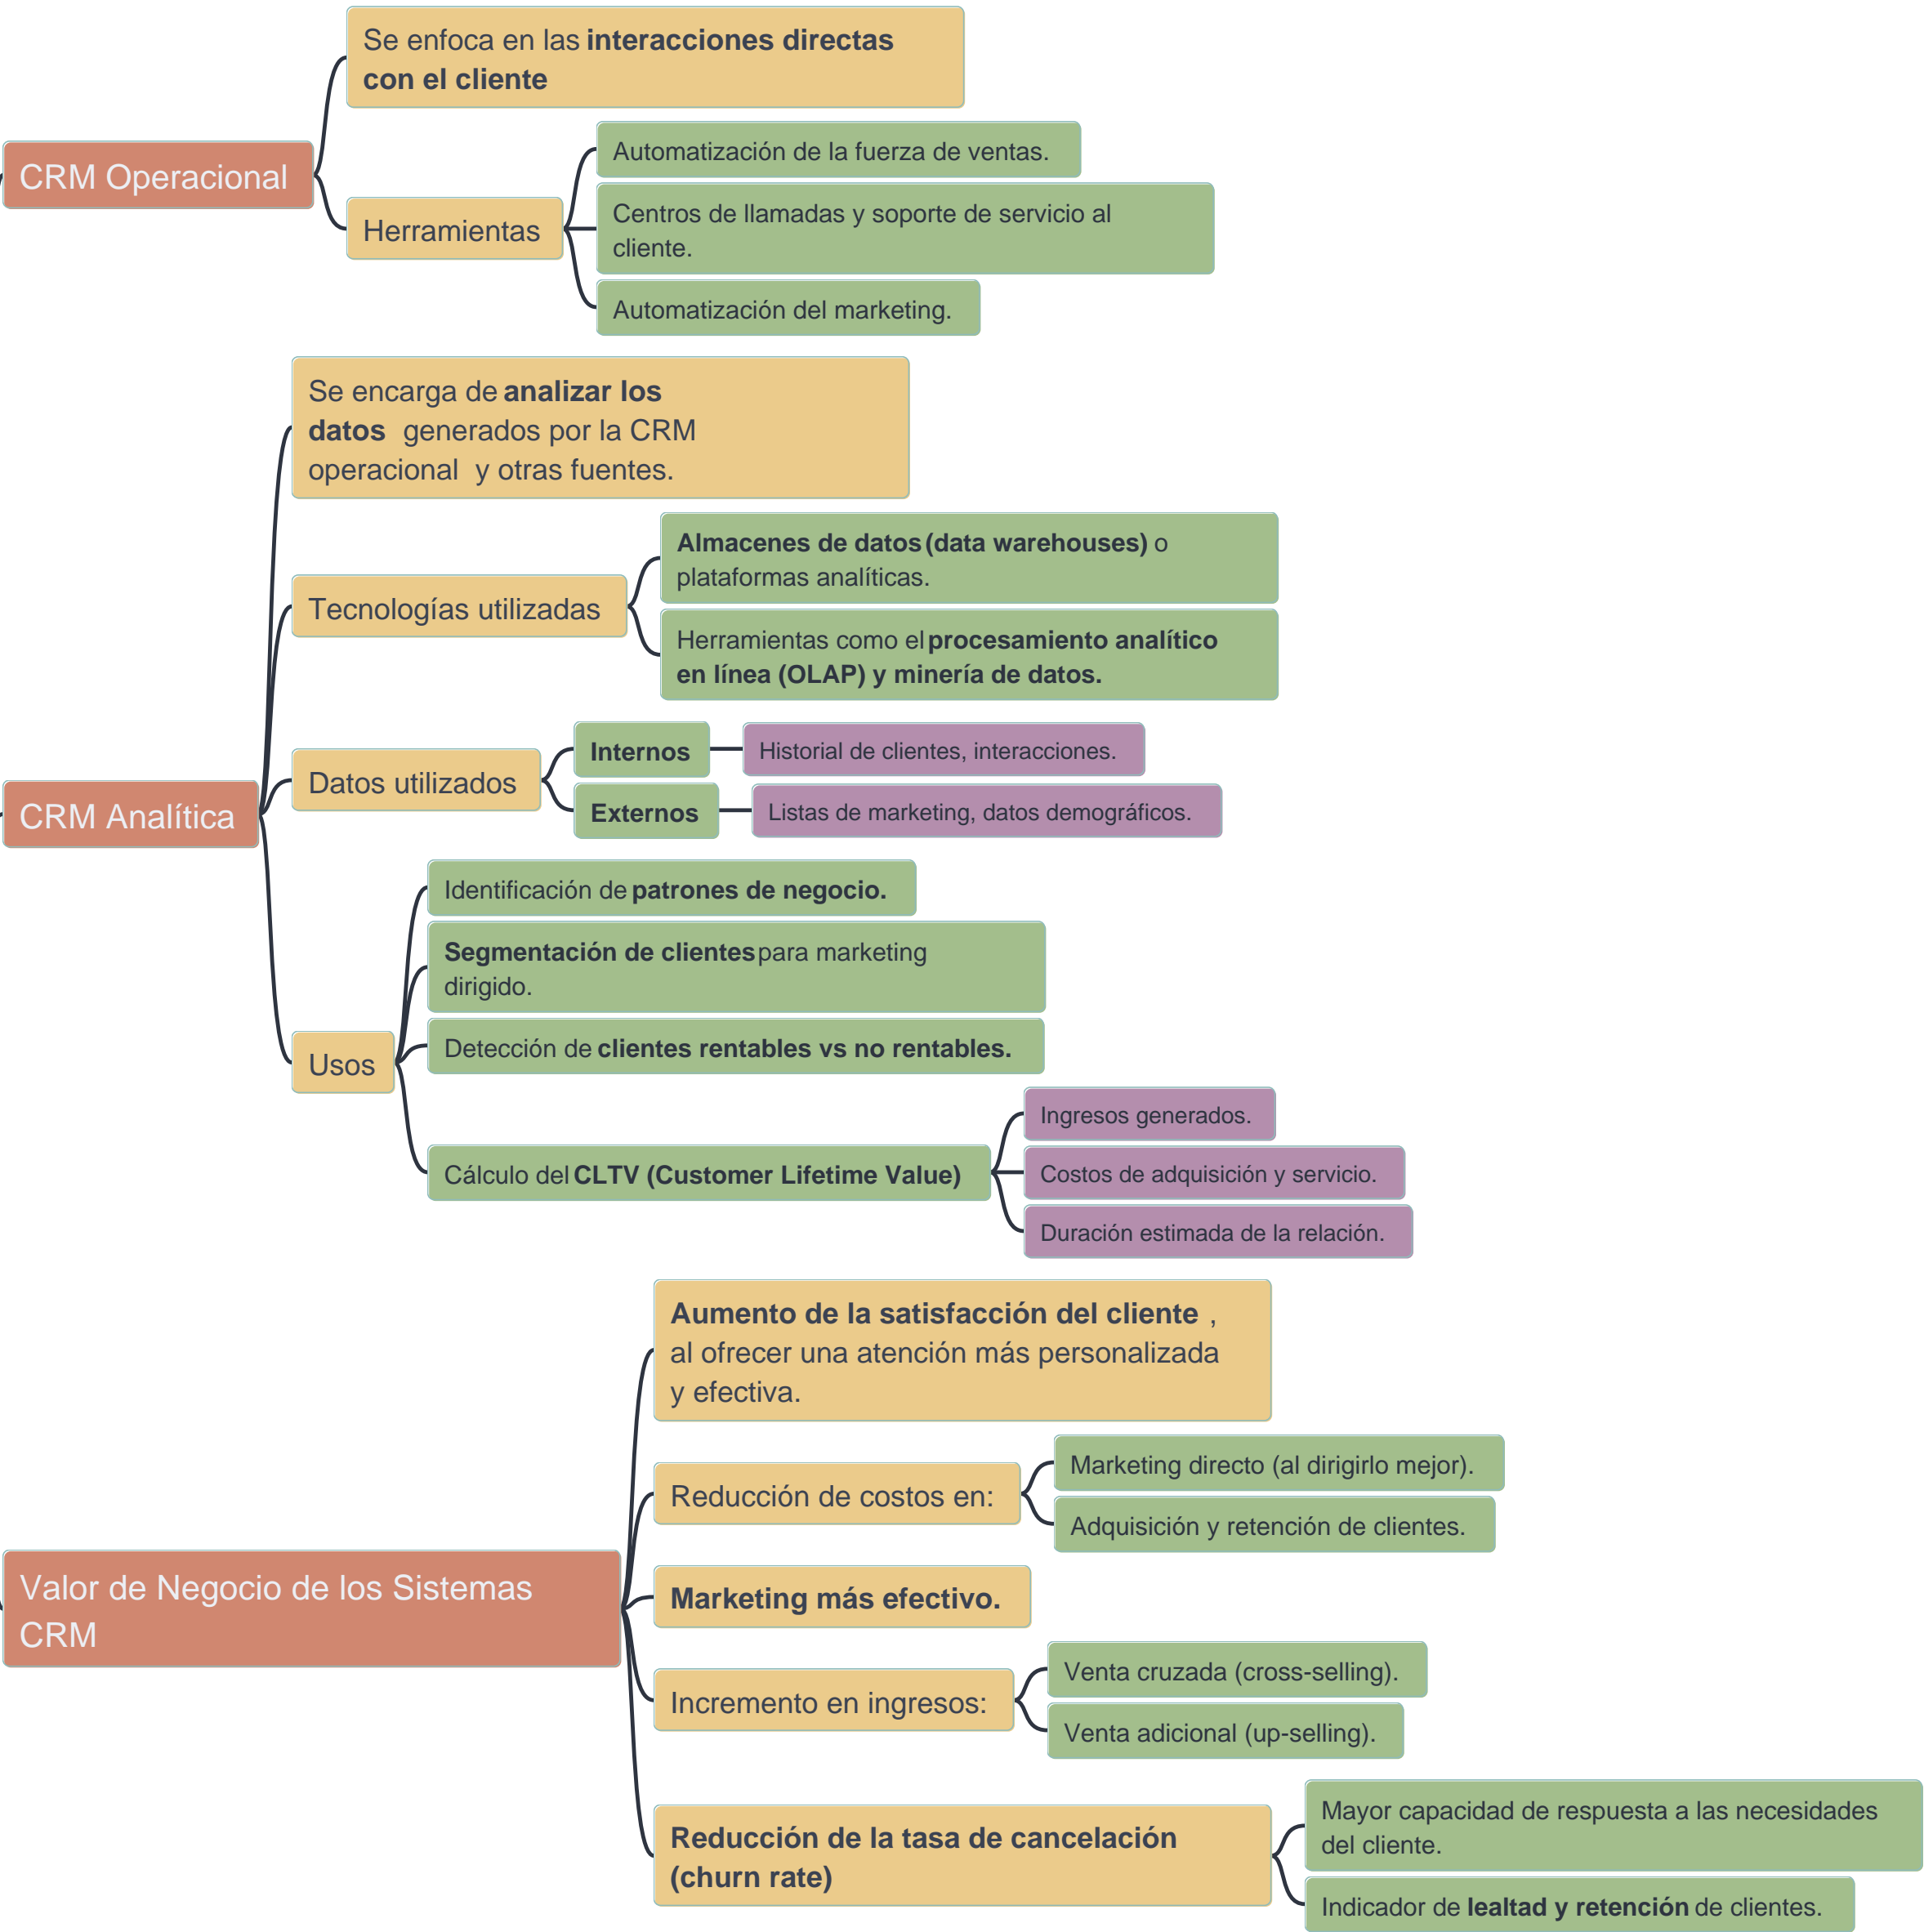 CRM Operacional
Se enfoca en las interacciones directas
con el cliente
Herramientas
Automatización de la fuerza de ventas.
Centros de llamadas y soporte de servicio al
cliente.
Automatización del marketing.
CRM Analítica
Se encarga de analizar los
datos generados por la CRM
operacional y otras fuentes.
Tecnologías utilizadas
Almacenes de datos (data warehouses) o
plataformas analíticas.
Herramientas como el procesamiento analítico
en línea (OLAP) y minería de datos.
Datos utilizados
Internos
Historial de clientes, interacciones.
Externos
Listas de marketing, datos demográficos.
Usos
Identificación de patrones de negocio.
Segmentación de clientes para marketing
dirigido.
Detección de clientes rentables vs no rentables.
Cálculo del CLTV (Customer Lifetime Value)
Ingresos generados.
Costos de adquisición y servicio.
Duración estimada de la relación.
Valor de Negocio de los Sistemas
CRM
Aumento de la satisfacción del cliente ,
al ofrecer una atención más personalizada
y efectiva.
Reducción de costos en:
Marketing directo (al dirigirlo mejor).
Adquisición y retención de clientes.
Marketing más efectivo.
Incremento en ingresos:
Venta cruzada (cross-selling).
Venta adicional (up-selling).
Reducción de la tasa de cancelación
(churn rate)
Mayor capacidad de respuesta a las necesidades
del cliente.
Indicador de lealtad y retención de clientes.